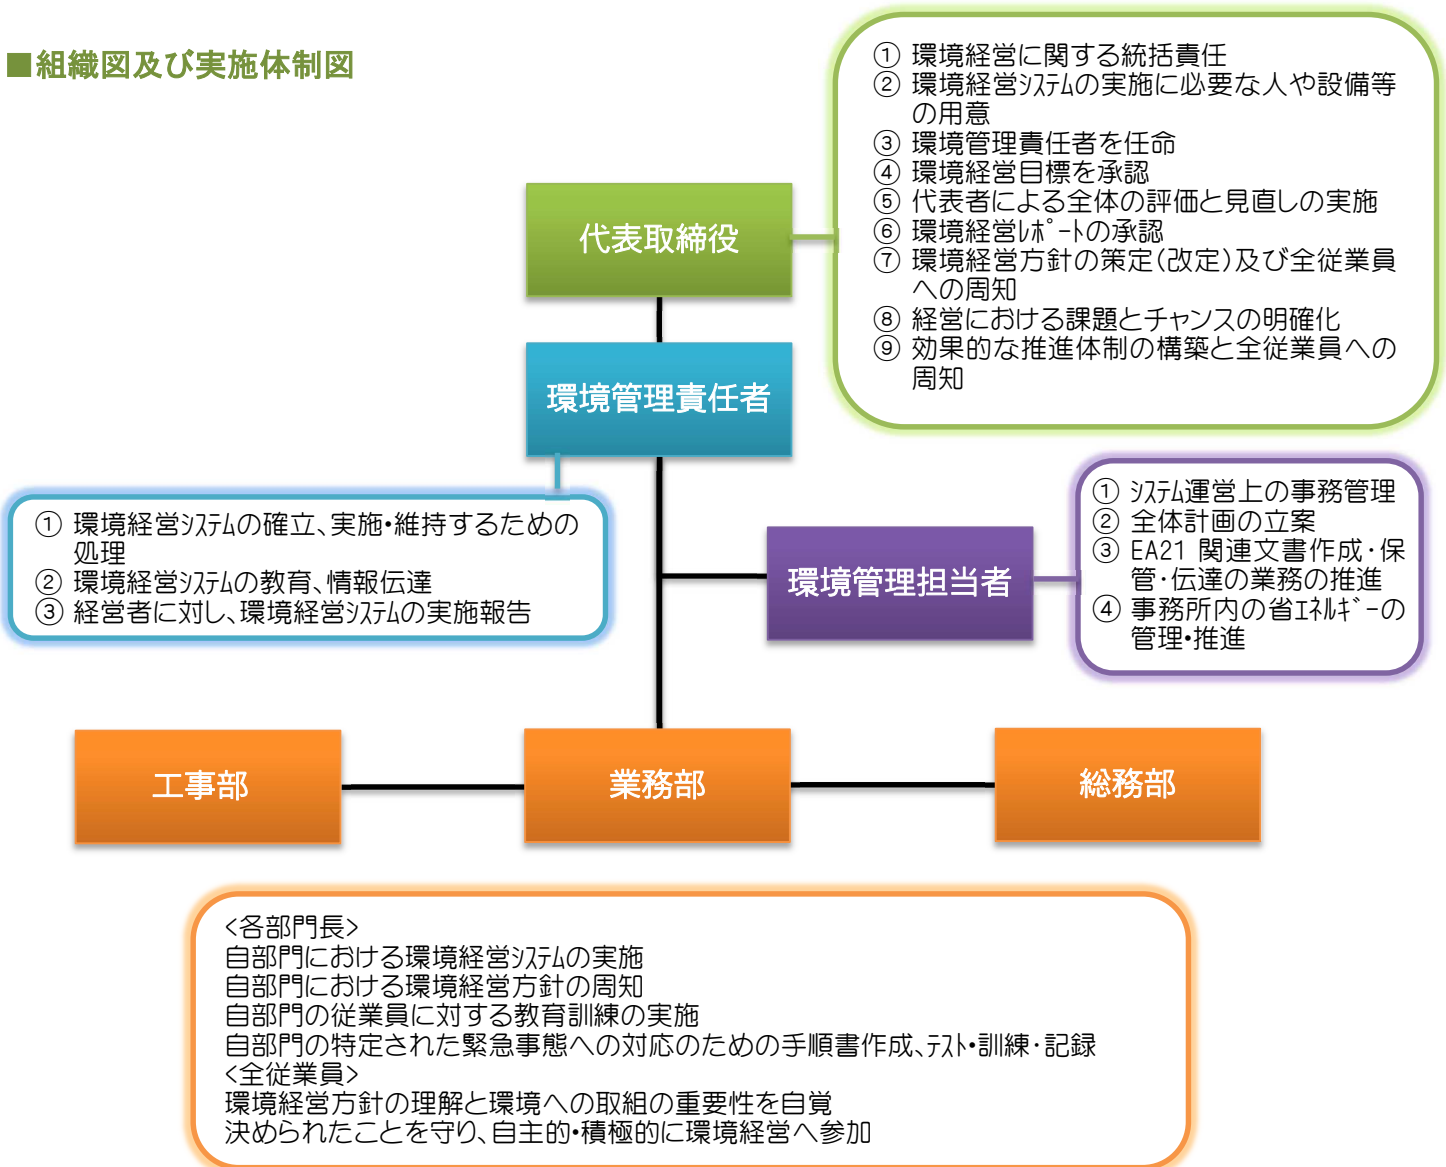 ■組織図及び実施体制図
① 環境経営に関する統括責任
② 環境経営ｼｽﾃﾑの実施に必要な人や設備等
の用意
③ 環境管理責任者を任命
④ 環境経営目標を承認
⑤ 代表者による全体の評価と見直しの実施
⑥ 環境経営ﾚﾎﾟｰﾄの承認
⑦ 環境経営方針の策定(改定)及び全従業員
への周知
⑧ 経営における課題とチャンスの明確化
⑨ 効果的な推進体制の構築と全従業員への
周知
代表取締役
環境管理責任者
① 環境経営ｼｽﾃﾑの確立、実施・維持するための
処理
② 環境経営ｼｽﾃﾑの教育、情報伝達
③ 経営者に対し、環境経営ｼｽﾃﾑの実施報告
環境管理担当者
① ｼｽﾃﾑ運営上の事務管理
② 全体計画の立案
③ EA21 関連文書作成・保
管・伝達の業務の推進
④ 事務所内の省ｴﾈﾙｷﾞｰの
管理・推進
工事部
業務部
総務部
<各部門長>
自部門における環境経営ｼｽﾃﾑの実施
自部門における環境経営方針の周知
自部門の従業員に対する教育訓練の実施
自部門の特定された緊急事態への対応のための手順書作成、ﾃｽﾄ・訓練・記録
<全従業員>
環境経営方針の理解と環境への取組の重要性を自覚
決められたことを守り、自主的・積極的に環境経営へ参加